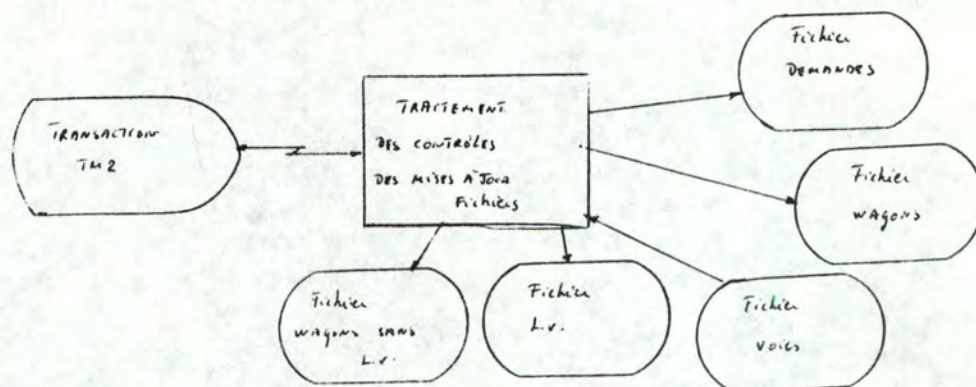 Fichier
DEMANDES
TRANSACTION
TM2
TRAITEMENT
DES CONTRÔLES
DES MISES À JOUR
Fichiers
Fichier
WAGONS
Fichier
WAGONS SANS
L.V.
Fichier
L.V.
Fichier
VOIES